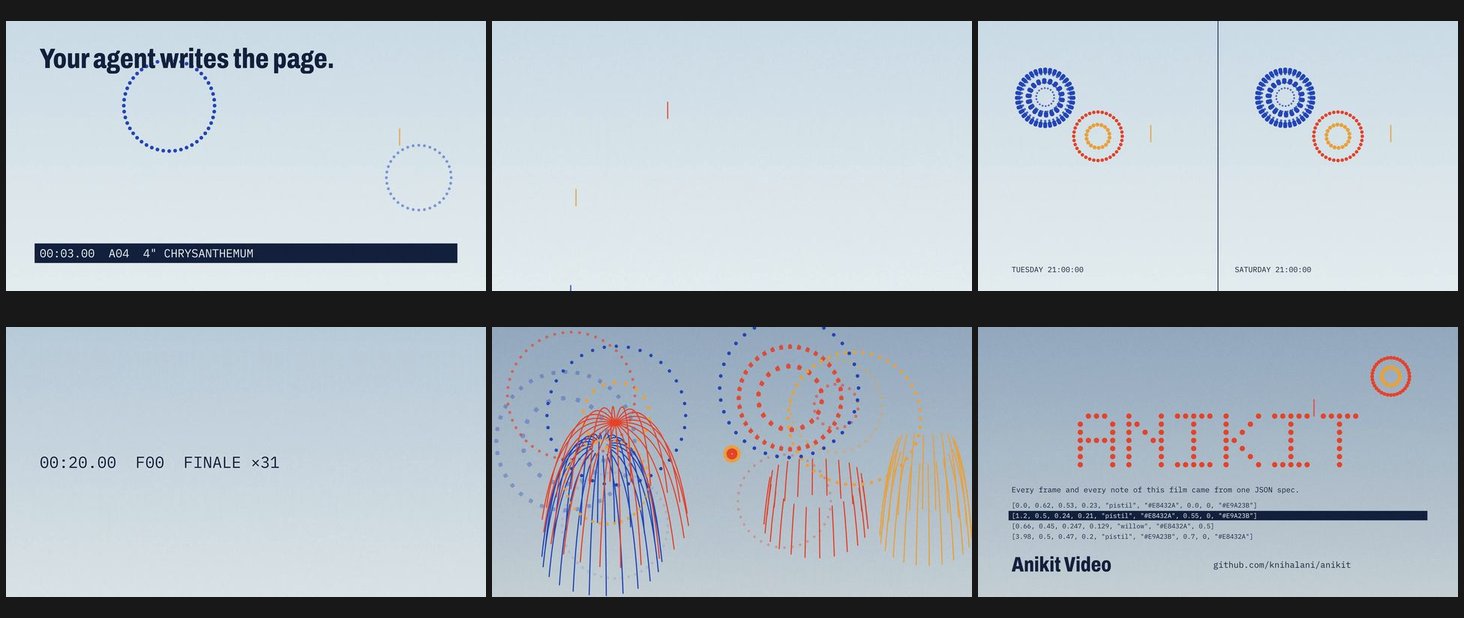 Your agent writes the page.
00:03.00 A04 4" CHRYSANTHEMUM
TUESDAY 21:00:00
SATURDAY 21:00:00
00:20.00 F00 FINALE ×31
ANIKIT
Every frame and every note of this film came from one JSON spec.
[0.0, 0.62, 0.53, 0.23, "pistil", "#E8432A", 0.0, 0, "#E9A23B"]
[1.2, 0.5, 0.24, 0.21, "pistil", "#E8432A", 0.55, 0, "#E9A23B"]
[0.66, 0.45, 0.247, 0.129, "willow", "#E8432A", 0.5]
[3.98, 0.5, 0.47, 0.2, "pistil", "#E9A23B", 0.7, 0, "#E8432A"]
Anikit Video
github.com/knihalani/anikit